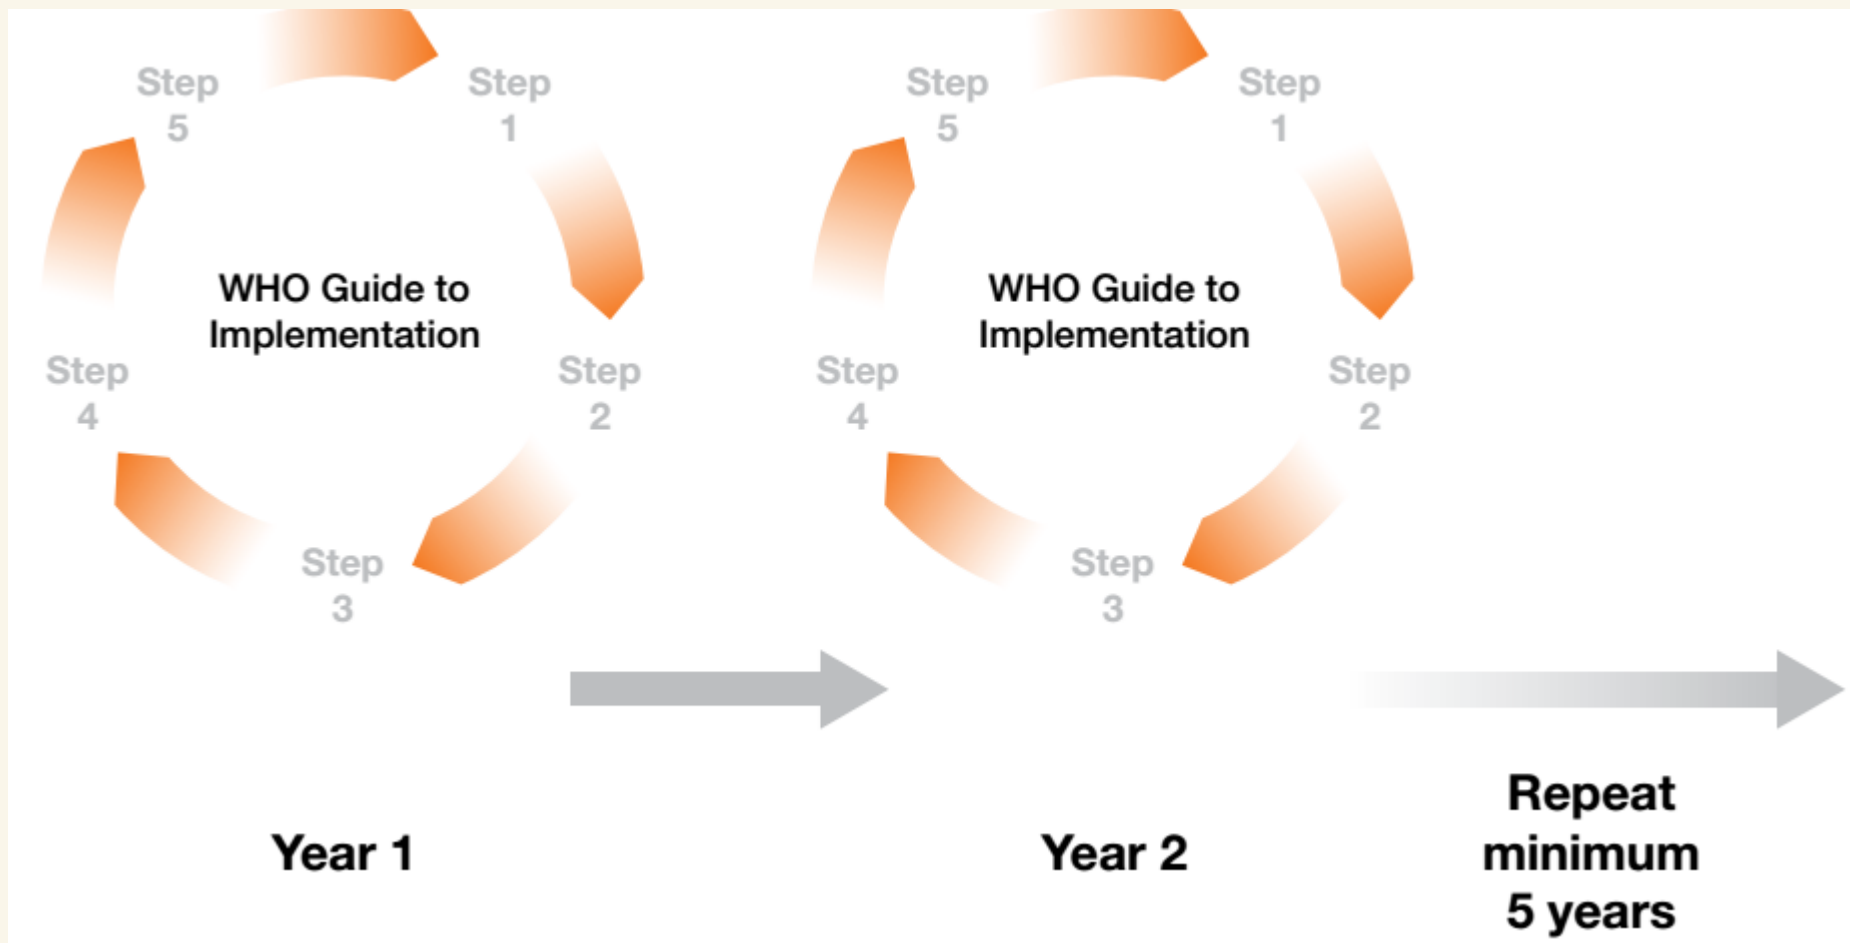 Step
5
Step
1
WHO Guide to
Implementation
Step
4
Step
2
Step
3
Year 1
Step
5
Step
1
WHO Guide to
Implementation
Step
4
Step
2
Step
3
Year 2
Repeat
minimum
5 years